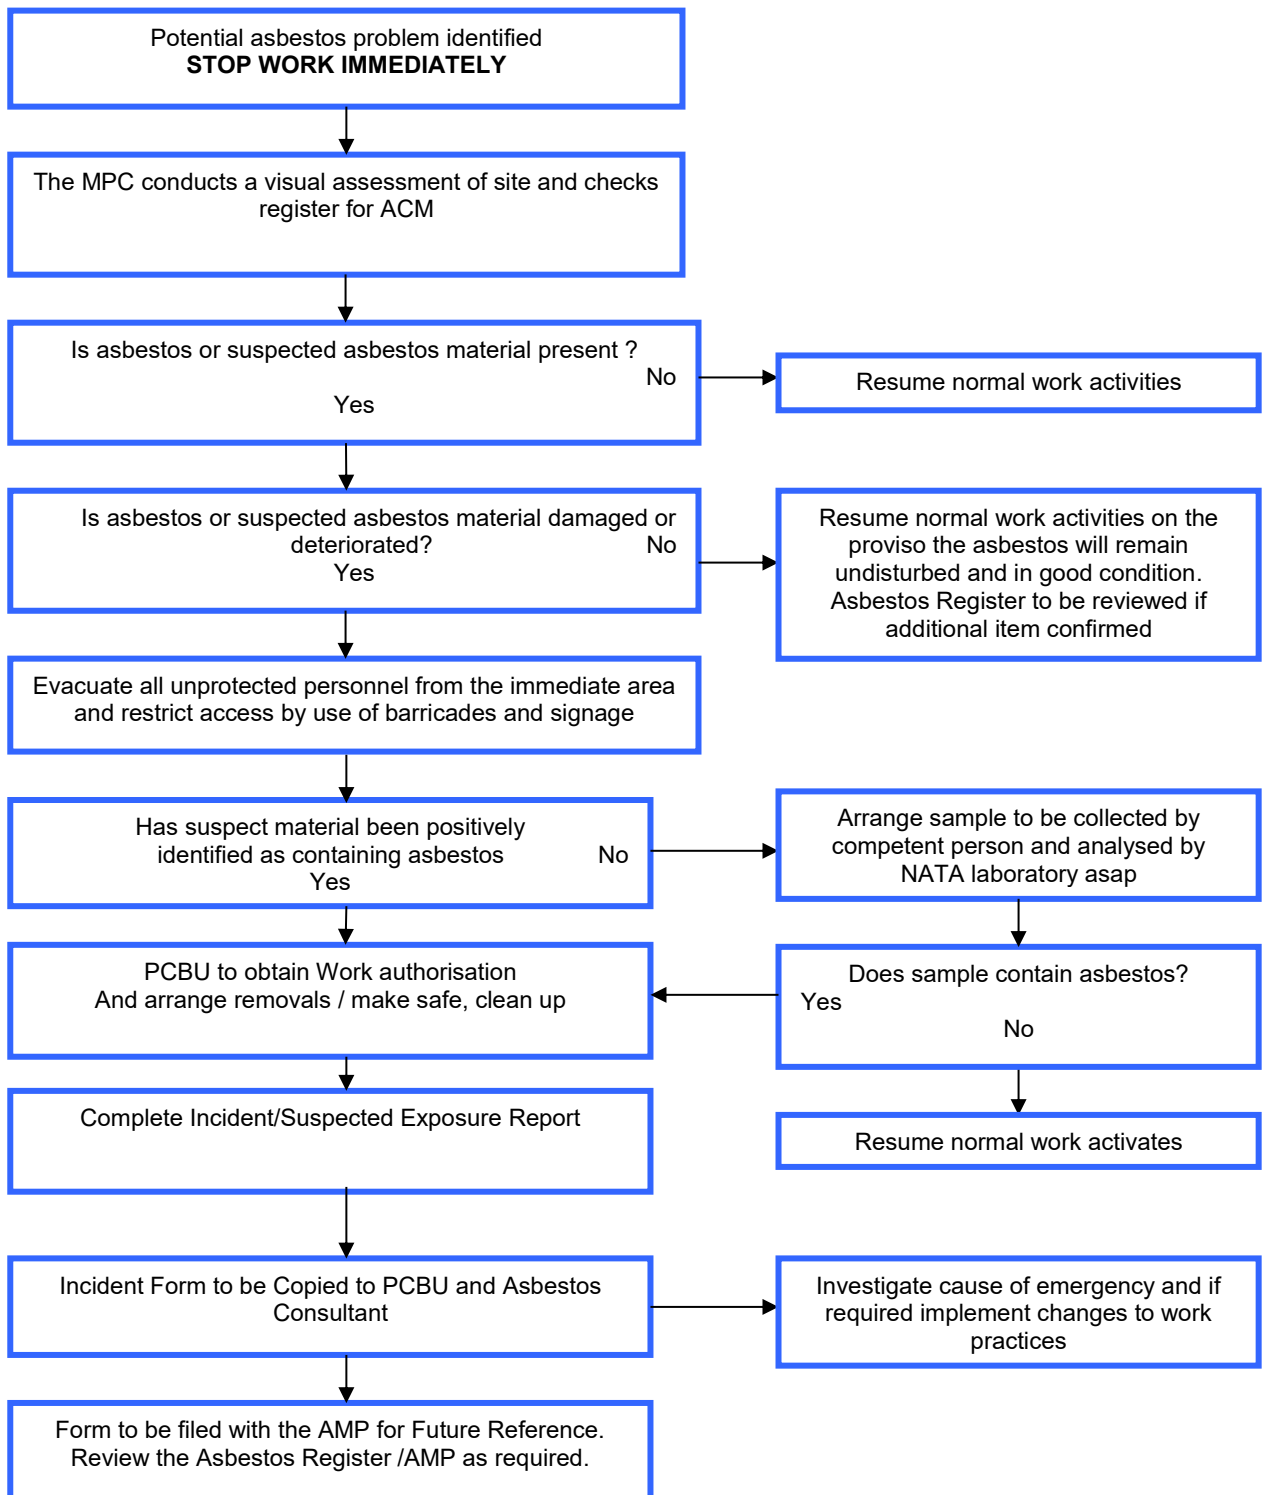 Potential asbestos problem identified
STOP WORK IMMEDIATELY
The MPC conducts a visual assessment of site and checks
register for ACM
Is asbestos or suspected asbestos material present ?
No
Yes
Resume normal work activities
Is asbestos or suspected asbestos material damaged or
deteriorated? No
Yes
Resume normal work activities on the
proviso the asbestos will remain
undisturbed and in good condition.
Asbestos Register to be reviewed if
additional item confirmed
Evacuate all unprotected personnel from the immediate area
and restrict access by use of barricades and signage
Has suspect material been positively
identified as containing asbestos No
Yes
Arrange sample to be collected by
competent person and analysed by
NATA laboratory asap
PCBU to obtain Work authorisation
And arrange removals / make safe, clean up
Does sample contain asbestos?
Yes
No
Complete Incident/Suspected Exposure Report
Resume normal work activates
Incident Form to be Copied to PCBU and Asbestos
Consultant
Investigate cause of emergency and if
required implement changes to work
practices
Form to be filed with the AMP for Future Reference.
Review the Asbestos Register /AMP as required.